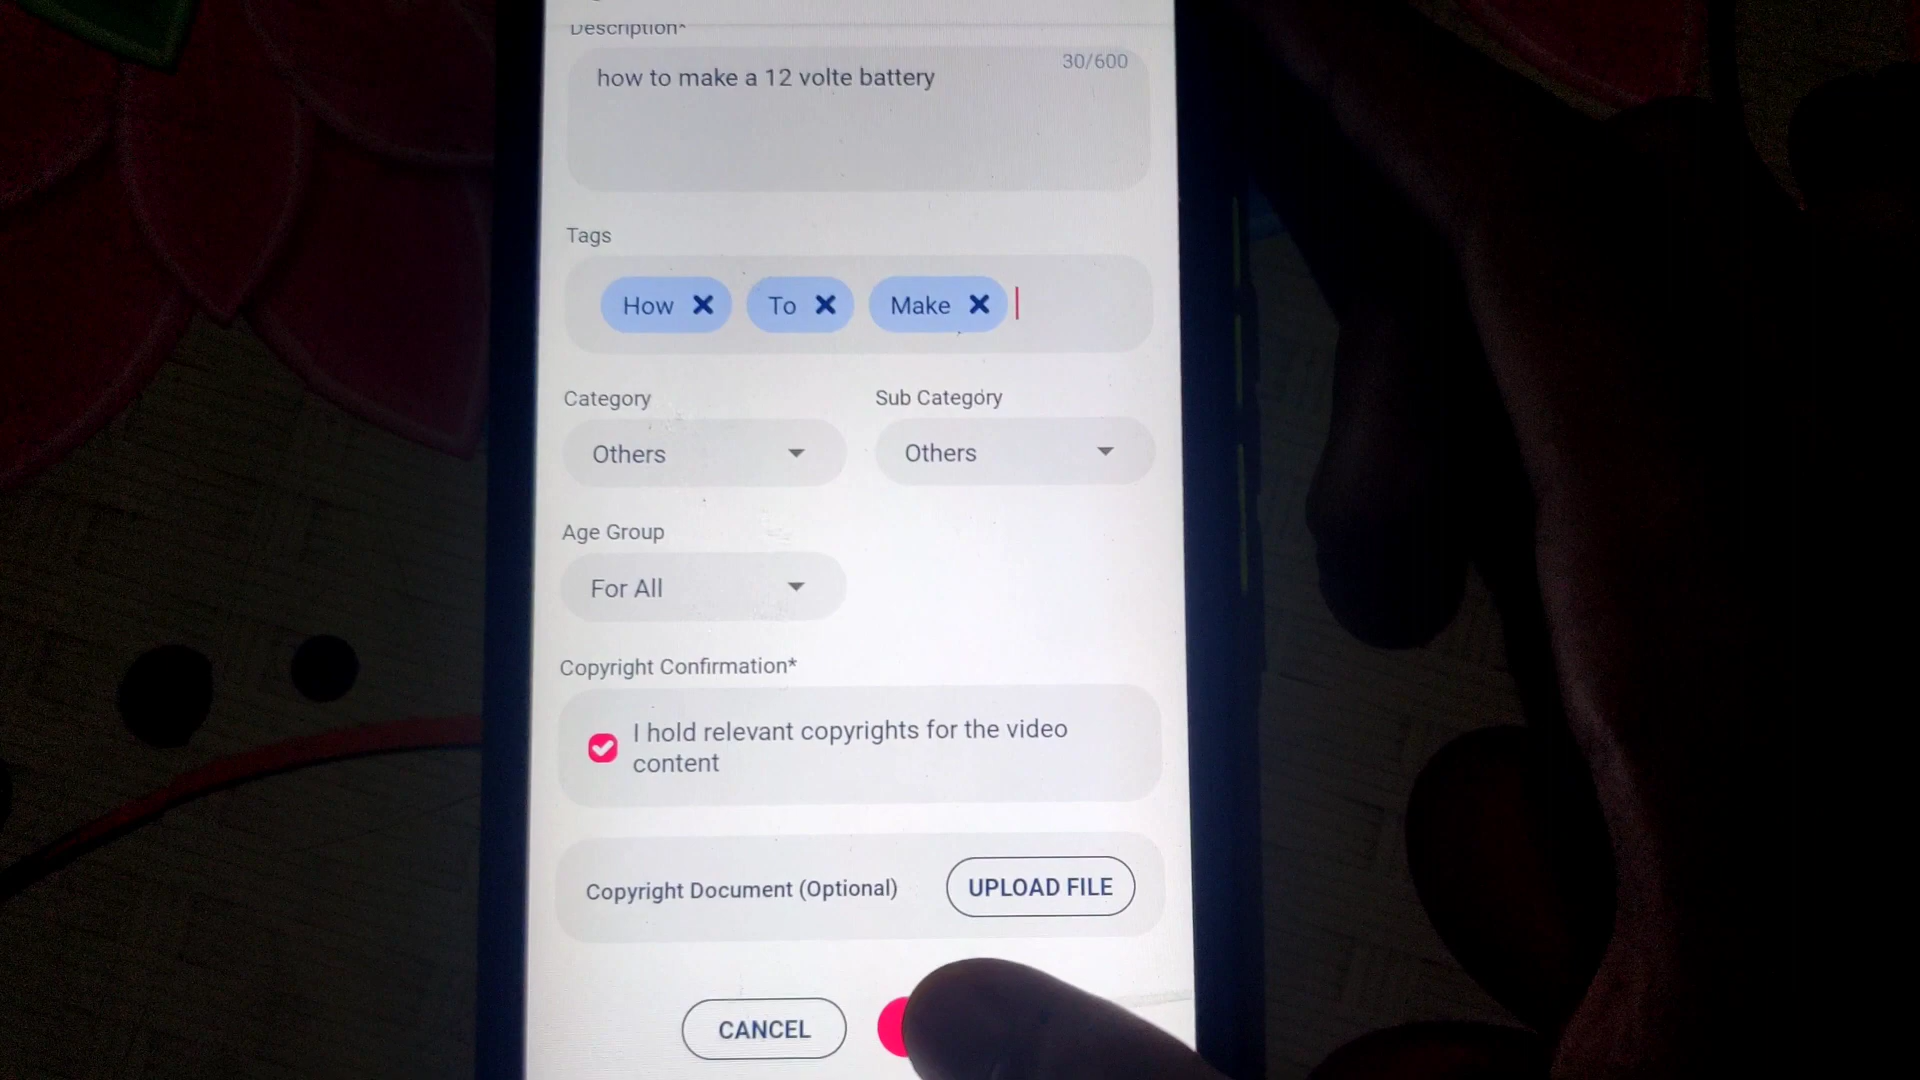 Description*
30/600
how to make a 12 volte battery
Tags
How To Make
Category Sub Category
Others Others
Age Group
For All
Copyright Confirmation*
I hold relevant copyrights for the video
content
Copyright Document (Optional) UPLOAD FILE
CANCEL